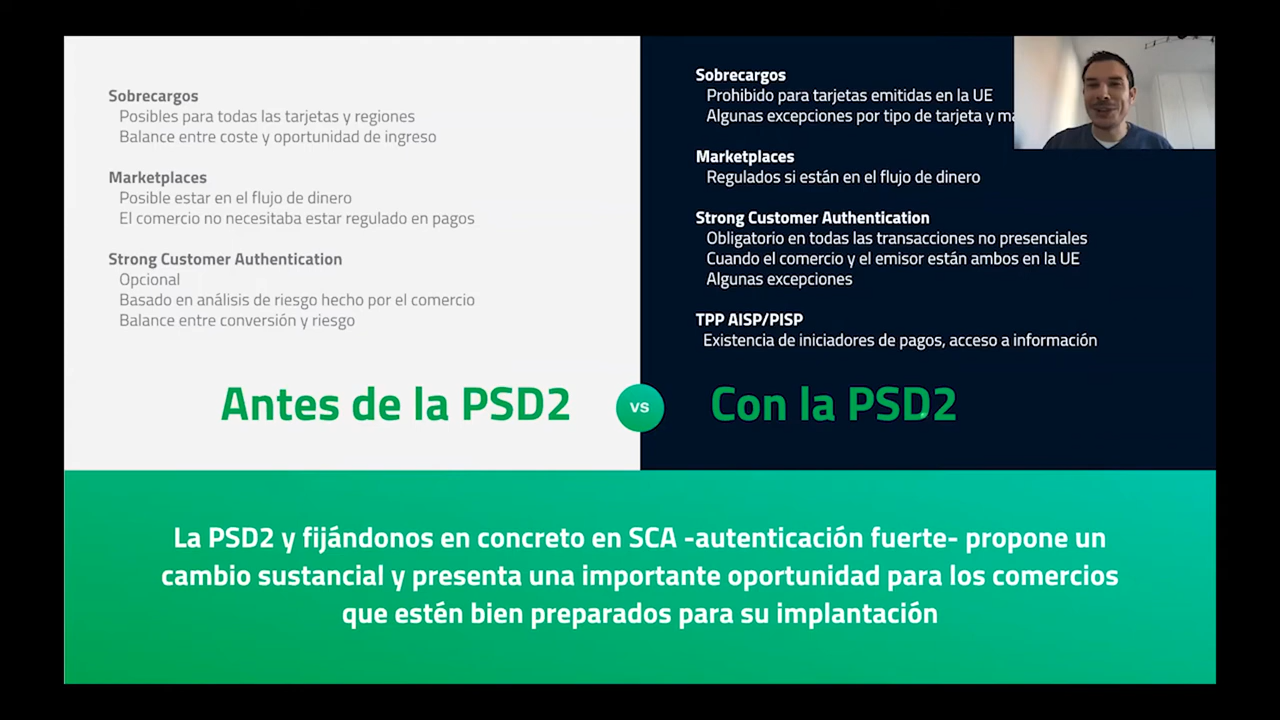 Sobrecargos
Posibles para todas las tarjetas y regiones
Balance entre coste y oportunidad de ingreso
Marketplaces
Posible estar en el flujo de dinero
El comercio no necesitaba estar regulado en pagos
Strong Customer Authentication
Opcional
Basado en análisis de riesgo hecho por el comercio
Balance entre conversión y riesgo
Antes de la PSD2
vs
Sobrecargos
Prohibido para tarjetas emitidas en la UE
Algunas excepciones por tipo de tarjeta y
Marketplaces
Regulados si están en el flujo de dinero
Strong Customer Authentication
Obligatorio en todas las transacciones no presenciales
Cuando el comercio y el emisor están ambos en la UE
Algunas excepciones
TPP AISP/PISP
Existencia de iniciadores de pagos, acceso a información
Con la PSD2
La PSD2 y fijándonos en concreto en SCA -autenticación fuerte- propone un
cambio sustancial y presenta una importante oportunidad para los comercios
que estén bien preparados para su implantación